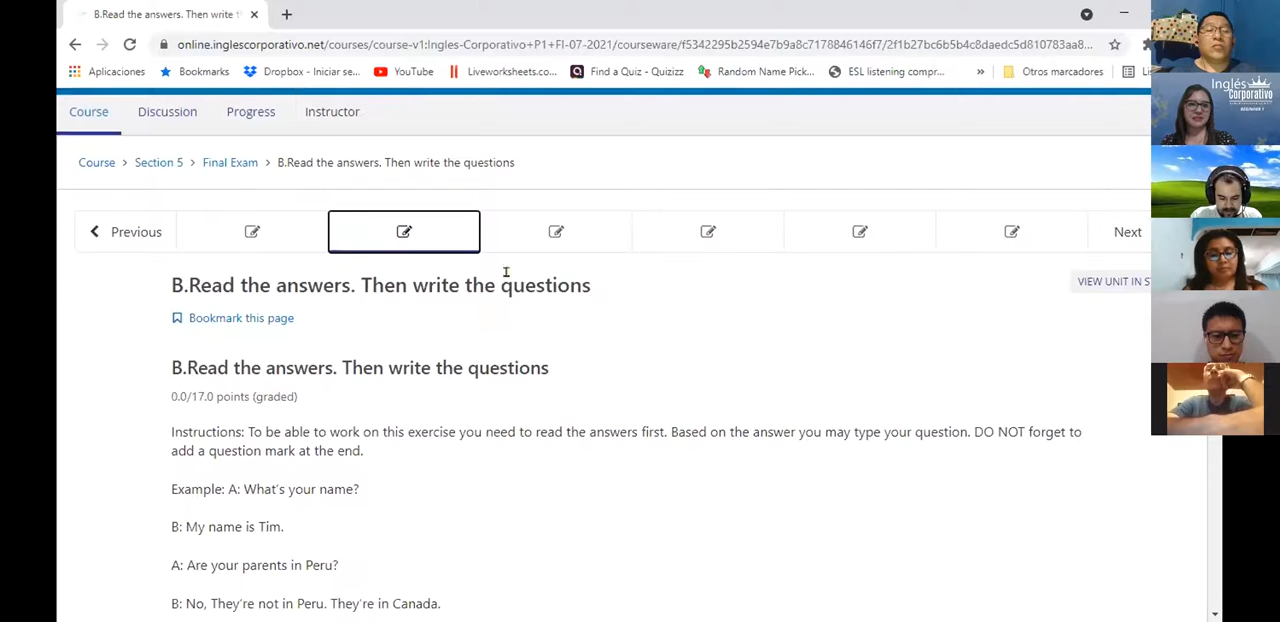 B.Read the answers. Then write t
online.inglescorporativo.net/courses/course-v1:Ingles-Corporativo+P1+FI-07-2021/courseware/f5342295b2594e7b9a8c7178846146f7/2f1b27bc6b5b4c8daedc5d810783aa8...
Aplicaciones Bookmarks Dropbox - Iniciar se... YouTube Liveworksheets.co... Find a Quiz - Quizizz Random Name Pick... ESL listening compr... » Otros marcadores
Inglés
Corporativo
BEGINNER 1
Course Discussion Progress Instructor
Course > Section 5 > Final Exam > B.Read the answers. Then write the questions
Previous Next
B.Read the answers. Then write the questions
VIEW UNIT IN S
Bookmark this page
B.Read the answers. Then write the questions
0.0/17.0 points (graded)
Instructions: To be able to work on this exercise you need to read the answers first. Based on the answer you may type your question. DO NOT forget to
add a question mark at the end.
Example: A: What's your name?
B: My name is Tim.
A: Are your parents in Peru?
B: No, They're not in Peru. They're in Canada.